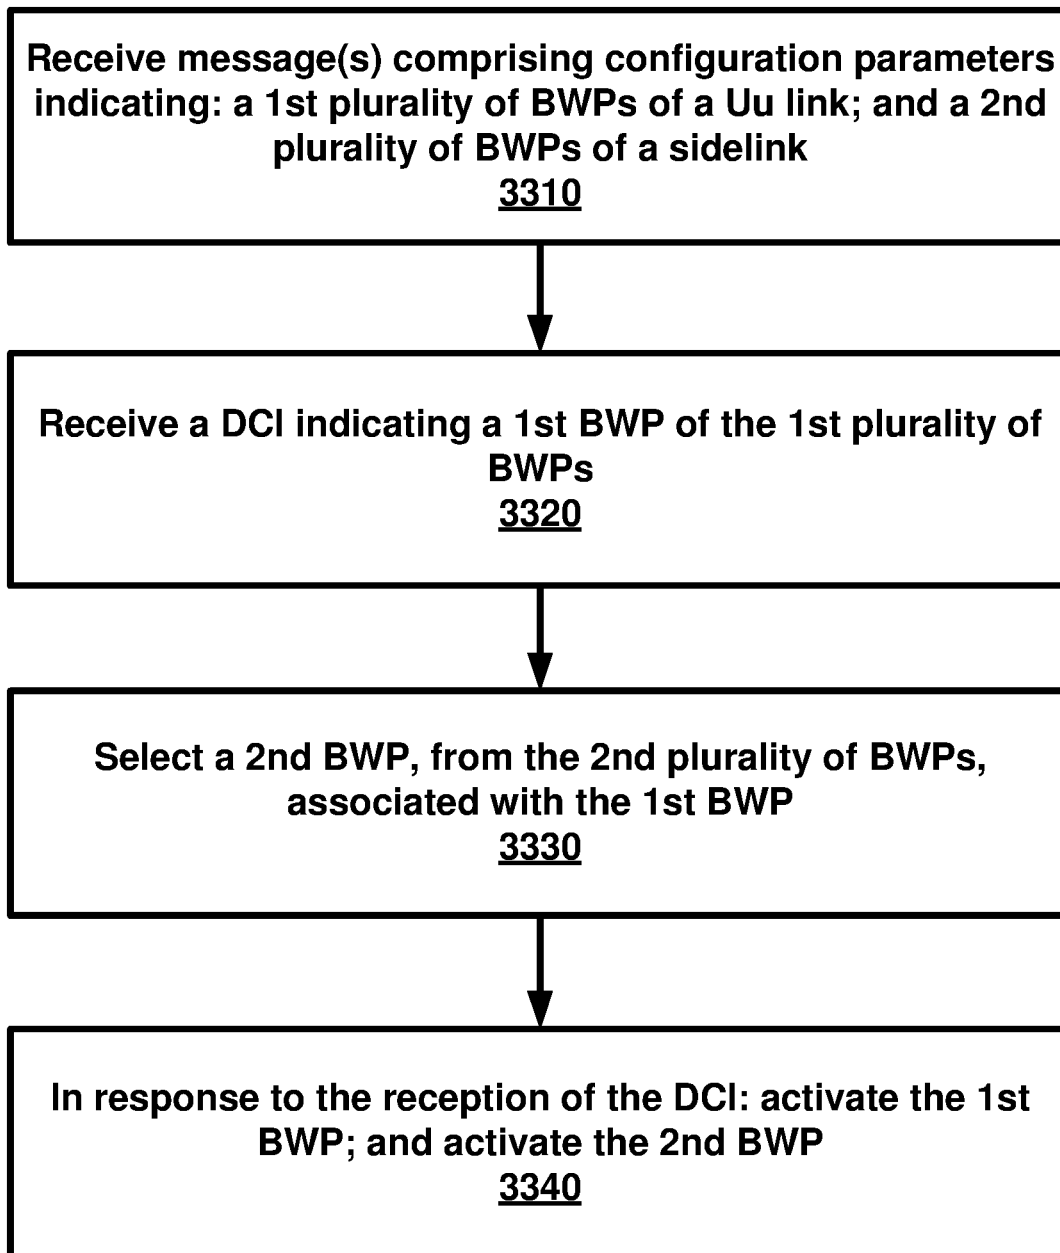 Receive message(s) comprising configuration parameters
indicating: a 1st plurality of BWPs of a Uu link; and a 2nd
plurality of BWPs of a sidelink
3310
Receive a DCI indicating a 1st BWP of the 1st plurality of
BWPs
3320
Select a 2nd BWP, from the 2nd plurality of BWPs,
associated with the 1st BWP
3330
In response to the reception of the DCI: activate the 1st
BWP; and activate the 2nd BWP
3340